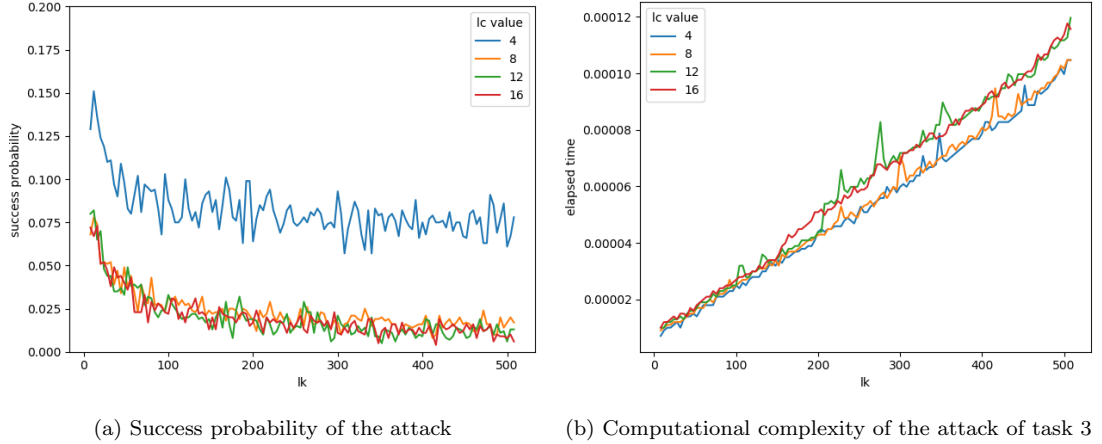 0.200
0.175
0.150
0.125
0.100
0.075
0.050
0.025
0.000
success probability
0 100 200 300 400 500
lk
lc value
4
8
12
16
0.00012
0.00010
0.00008
0.00006
0.00004
0.00002
elapsed time
0 100 200 300 400 500
lk
lc value
4
8
12
16
(a) Success probability of the attack
(b) Computational complexity of the attack of task 3